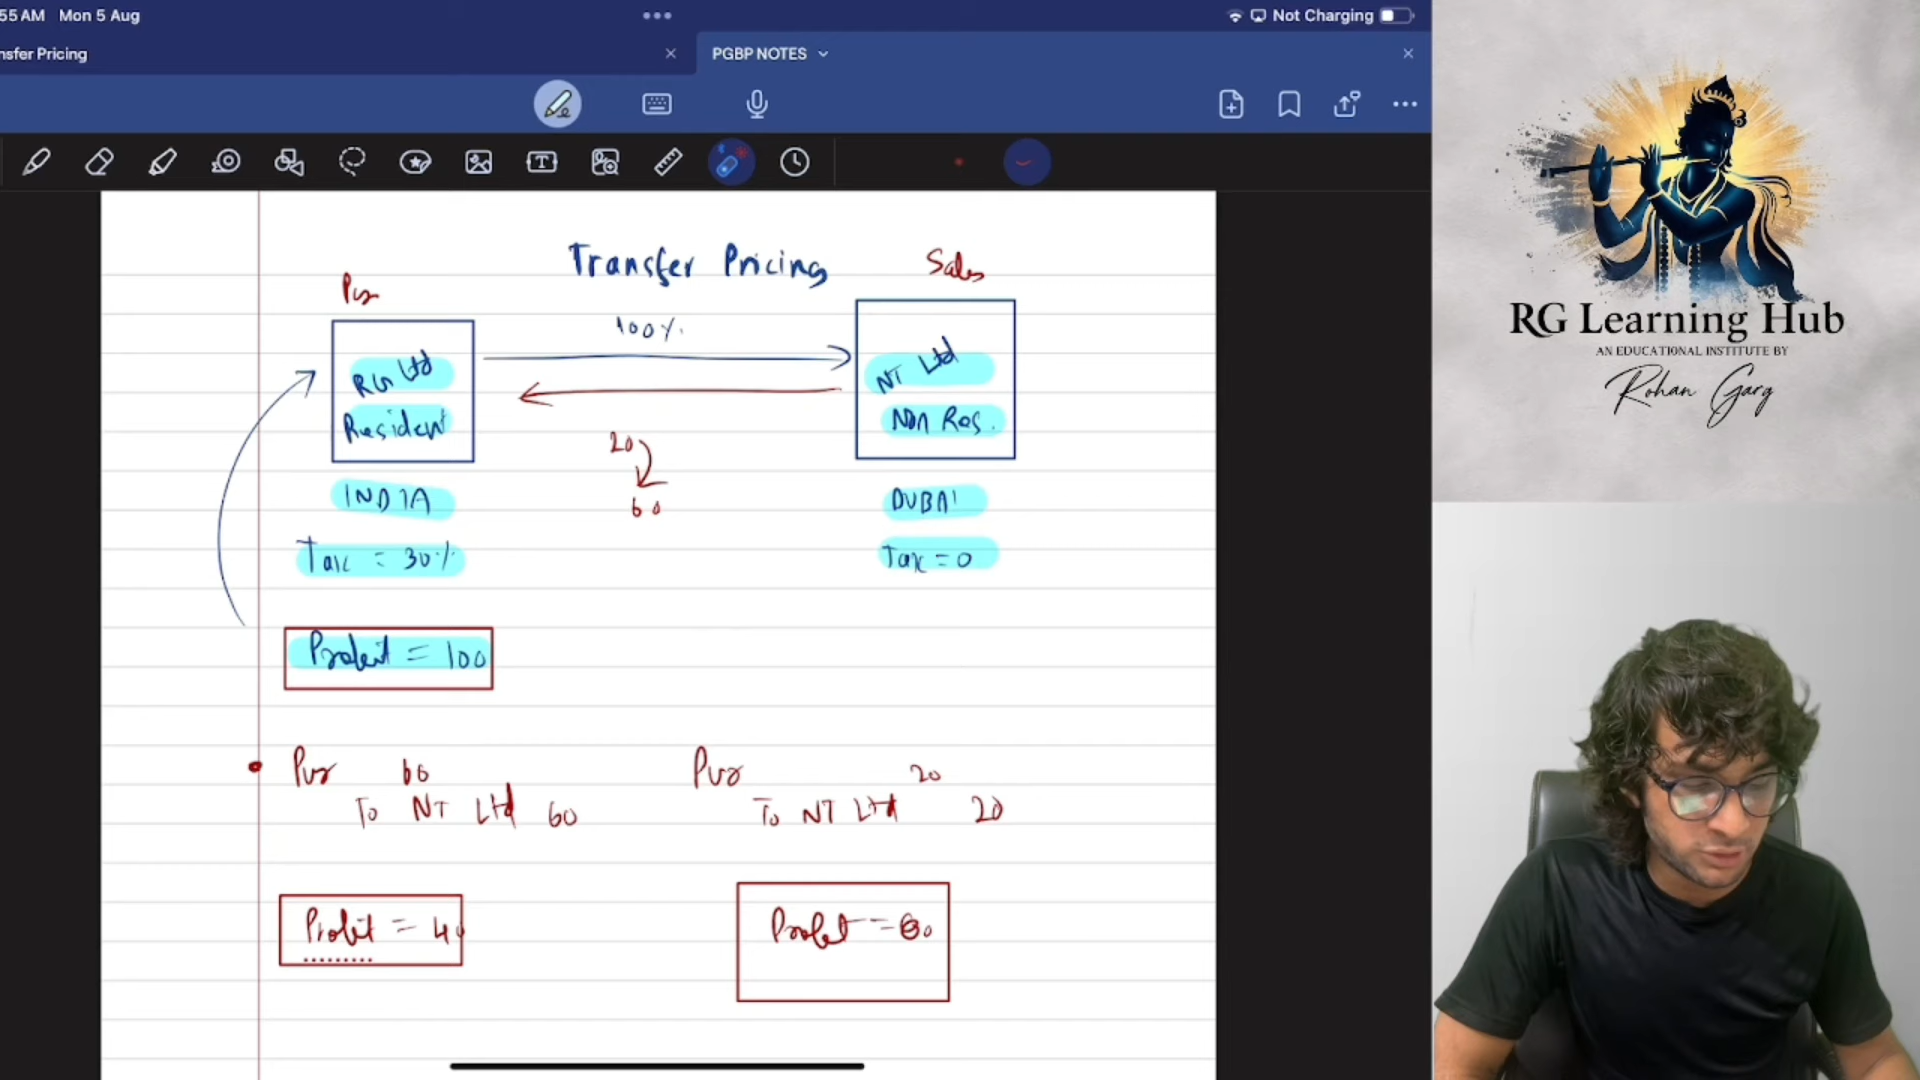 55 AM Mon 5 Aug
Not Charging
nsfer Pricing
PGBP NOTES
Transfer Pricing
Sales
Pur
100%
RG Ltd
Resident
NT Ltd
Non Res.
20
60
INDIA
DUBAI
Tax = 30%
Tax = 0
Profit = 100
Pur 60
To NT Ltd 60
Pur 20
To NT Ltd 20
Profit = 40
Profit = 80
RG Learning Hub
AN EDUCATIONAL INSTITUTE BY
Rohan Garg